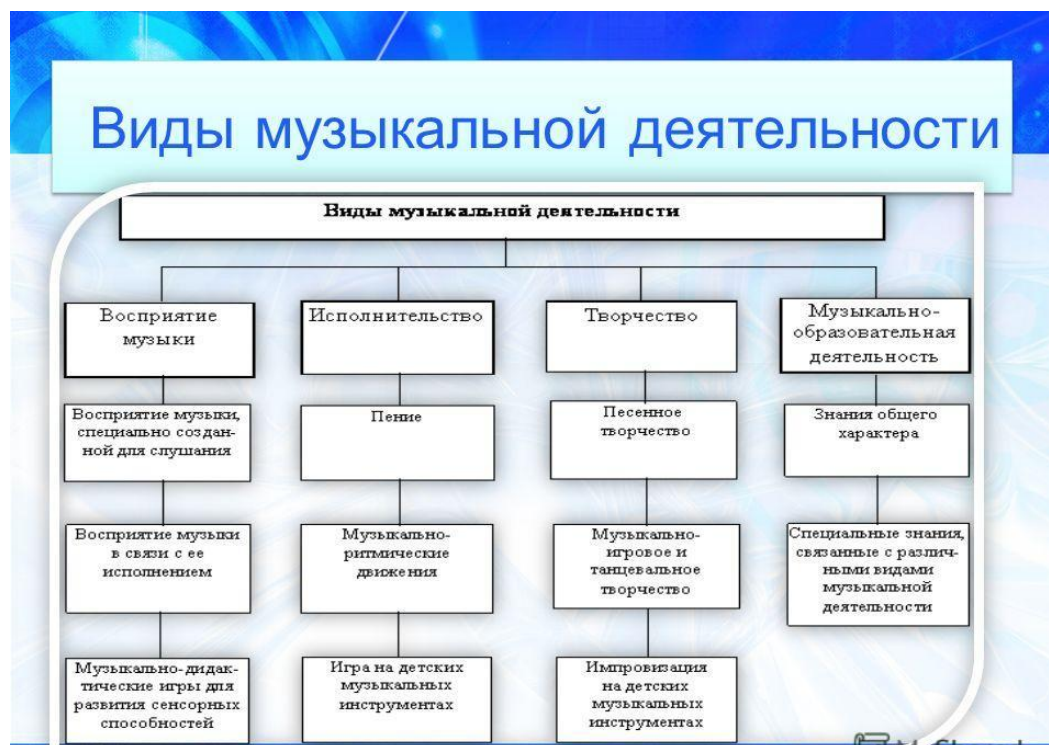 Виды музыкальной деятельности
Виды музыкальной деятельности
Восприятие
музыки
Исполнительство
Творчество
Музыкально-
образовательная
деятельность
Восприятие музыки,
специально создан-
ной для слушания
Пение
Песенное
творчество
Знания общего
характера
Восприятие музыки
в связи с ее
исполнением
Музыкально-
ритмические
движения
Музыкально-
игровое и
танцевальное
творчество
Специальные знания,
связанные с различ-
ными видами
музыкальной
деятельности
Музыкально-дидак-
тические игры для
развития сенсорных
способностей
Игра на детских
музыкальных
инструментах
Импровизация
на детских
музыкальных
инструментах